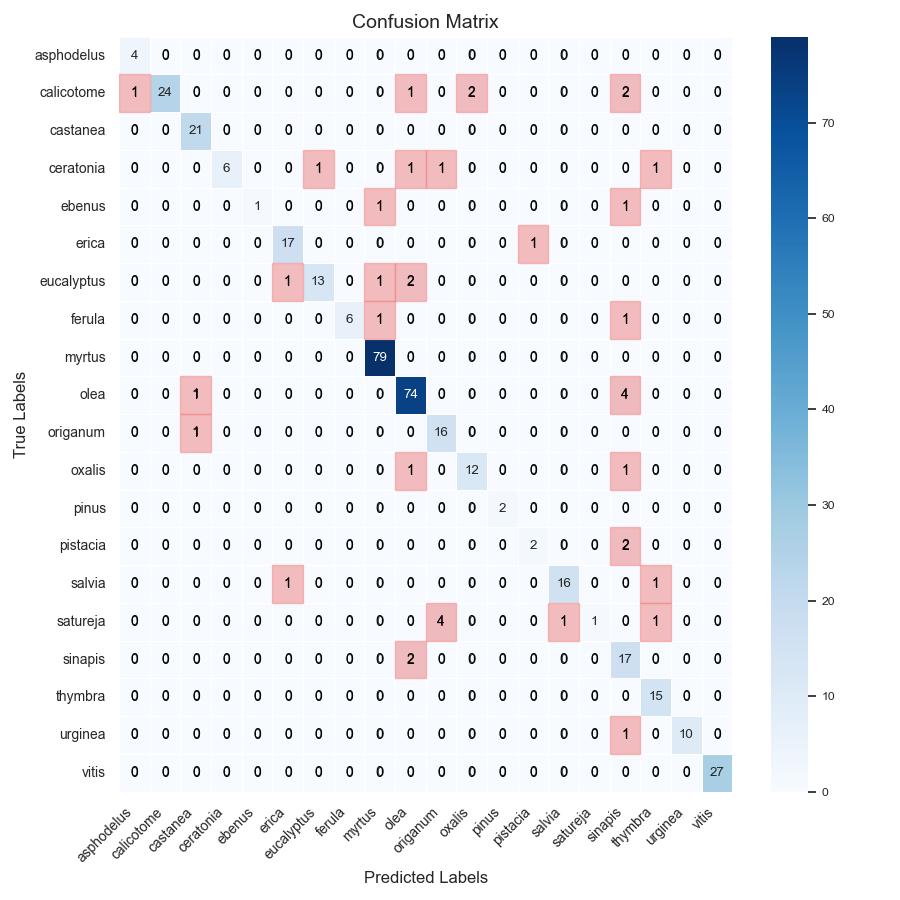 Confusion Matrix
asphodelus 4 0 0 0 0 0 0 0 0 0 0 0 0 0 0 0 0 0 0 0
calicotome 1 24 0 0 0 0 0 0 0 1 0 2 0 0 0 0 2 0 0 0
castanea 0 0 21 0 0 0 0 0 0 0 0 0 0 0 0 0 0 0 0 0
ceratonia 0 0 0 6 0 0 1 0 0 1 1 0 0 0 0 0 0 1 0 0
ebenus 0 0 0 0 1 0 0 0 1 0 0 0 0 0 0 0 1 0 0 0
erica 0 0 0 0 0 17 0 0 0 0 0 0 0 1 0 0 0 0 0 0
eucalyptus 0 0 0 0 0 1 13 0 1 2 0 0 0 0 0 0 0 0 0 0
ferula 0 0 0 0 0 0 0 6 1 0 0 0 0 0 0 0 1 0 0 0
myrtus 0 0 0 0 0 0 0 0 79 0 0 0 0 0 0 0 0 0 0 0
olea 0 0 1 0 0 0 0 0 0 74 0 0 0 0 0 0 4 0 0 0
origanum 0 0 1 0 0 0 0 0 0 0 16 0 0 0 0 0 0 0 0 0
oxalis 0 0 0 0 0 0 0 0 0 1 0 12 0 0 0 0 1 0 0 0
pinus 0 0 0 0 0 0 0 0 0 0 0 0 2 0 0 0 0 0 0 0
pistacia 0 0 0 0 0 0 0 0 0 0 0 0 0 2 0 0 2 0 0 0
salvia 0 0 0 0 0 1 0 0 0 0 0 0 0 0 16 0 0 1 0 0
satureja 0 0 0 0 0 0 0 0 0 0 4 0 0 0 1 1 0 1 0 0
sinapis 0 0 0 0 0 0 0 0 0 2 0 0 0 0 0 0 17 0 0 0
thymbra 0 0 0 0 0 0 0 0 0 0 0 0 0 0 0 0 0 15 0 0
urginea 0 0 0 0 0 0 0 0 0 0 0 0 0 0 0 0 1 0 10 0
vitis 0 0 0 0 0 0 0 0 0 0 0 0 0 0 0 0 0 0 0 27
asphodelus calicotome castanea ceratonia ebenus erica eucalyptus ferula myrtus olea origanum oxalis pinus pistacia salvia satureja sinapis thymbra urginea vitis
Predicted Labels
True Labels
70
60
50
40
30
20
10
0